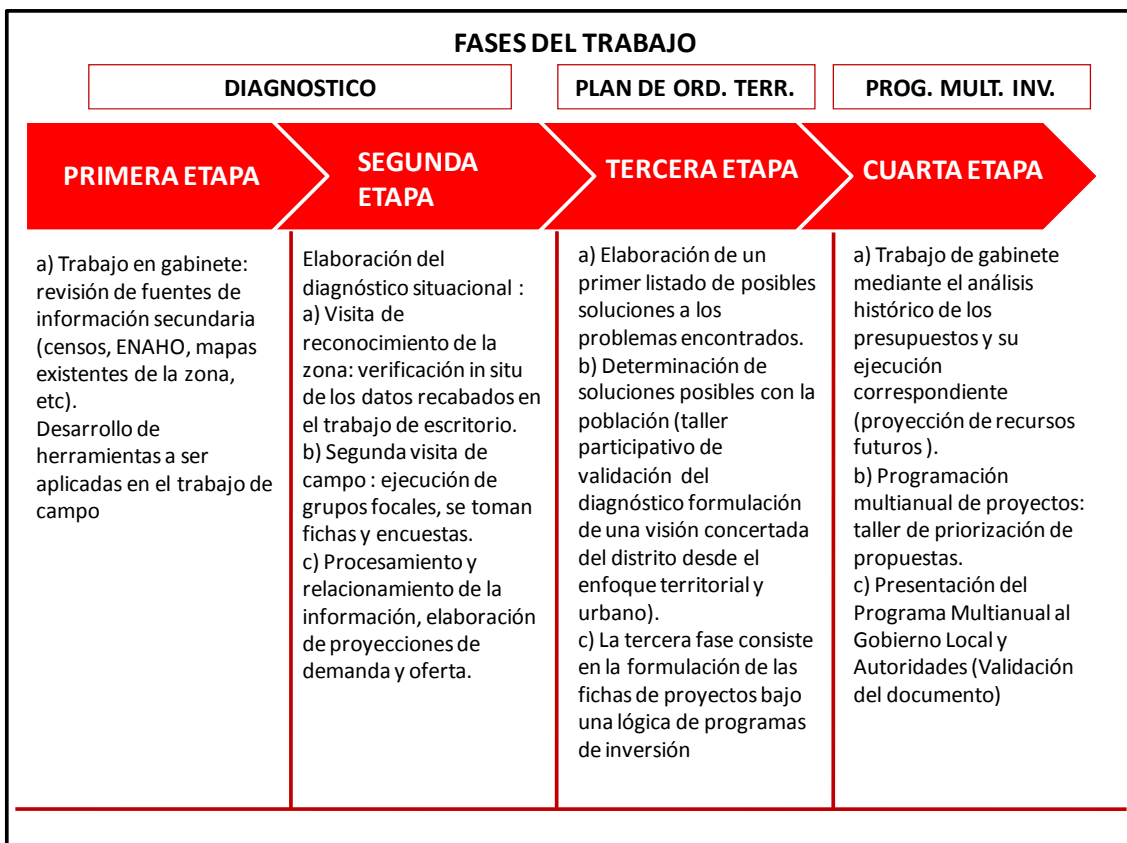 FASES DEL TRABAJO
DIAGNOSTICO
PLAN DE ORD. TERR.
PROG. MULT. INV.
PRIMERA ETAPA
SEGUNDA
ETAPA
TERCERA ETAPA
CUARTA ETAPA
a) Trabajo en gabinete:
revisión de fuentes de
información secundaria
(censos, ENAHO, mapas
existentes de la zona,
etc).
Desarrollo de
herramientas a ser
aplicadas en el trabajo de
campo
Elaboración del
diagnóstico situacional :
a) Visita de
reconocimiento de la
zona: verificación in situ
de los datos recabados en
el trabajo de escritorio.
b) Segunda visita de
campo : ejecución de
grupos focales, se toman
fichas y encuestas.
c) Procesamiento y
relacionamiento de la
información, elaboración
de proyecciones de
demanda y oferta.
a) Elaboración de un
primer listado de posibles
soluciones a los
problemas encontrados.
b) Determinación de
soluciones posibles con la
población (taller
participativo de
validación del
diagnóstico formulación
de una visión concertada
del distrito desde el
enfoque territorial y
urbano).
c) La tercera fase consiste
en la formulación de las
fichas de proyectos bajo
una lógica de programas
de inversión
a) Trabajo de gabinete
mediante el análisis
histórico de los
presupuestos y su
ejecución
correspondiente
(proyección de recursos
futuros ).
b) Programación
multianual de proyectos:
taller de priorización de
propuestas.
c) Presentación del
Programa Multianual al
Gobierno Local y
Autoridades (Validación
del documento)